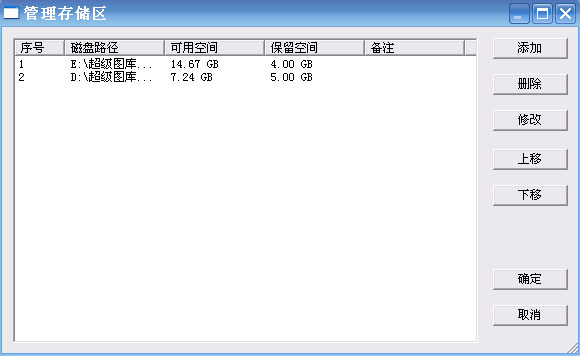 管理存储区
序号 磁盘路径 可用空间 保留空间 备注
1 E:\超级图库... 14.67 GB 4.00 GB
2 D:\超级图库... 7.24 GB 5.00 GB
添加
删除
修改
上移
下移
确定
取消